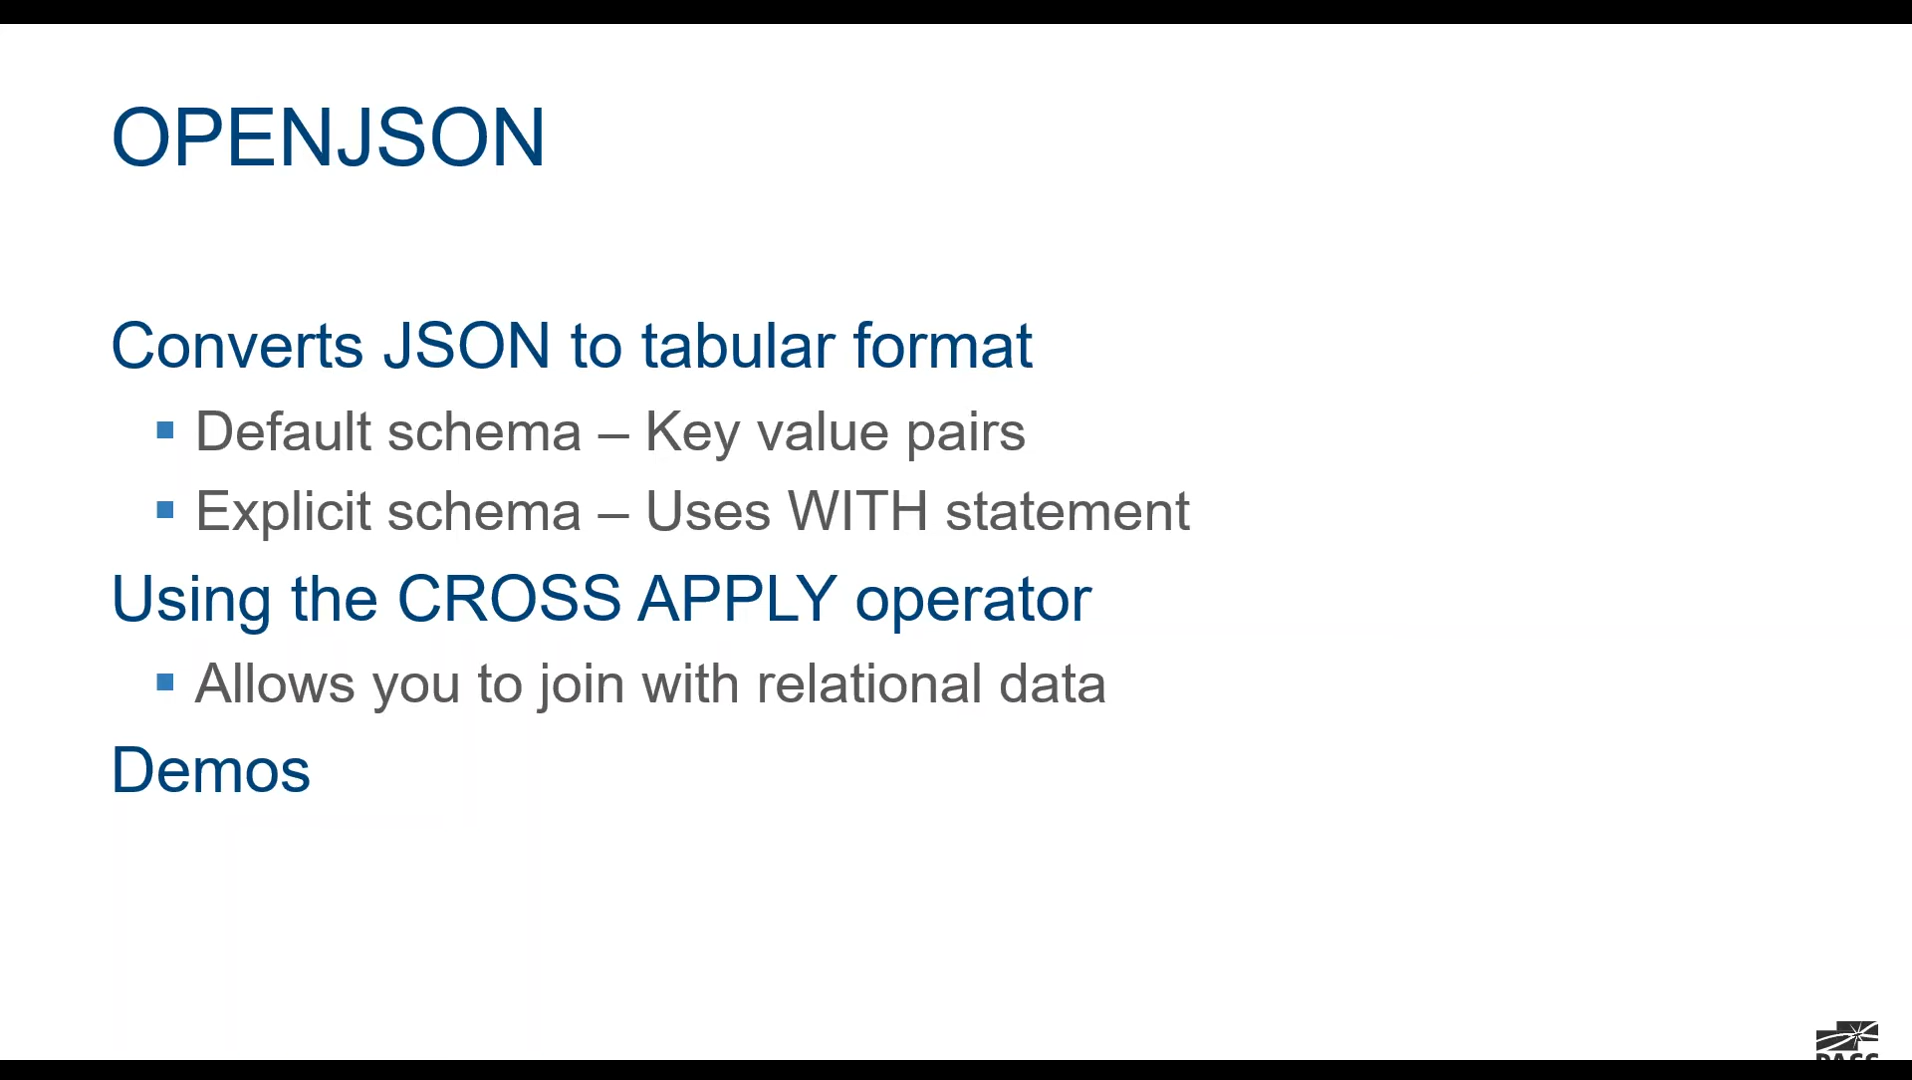 OPENJSON
Converts JSON to tabular format
Default schema – Key value pairs
Explicit schema – Uses WITH statement
Using the CROSS APPLY operator
Allows you to join with relational data
Demos
PASS